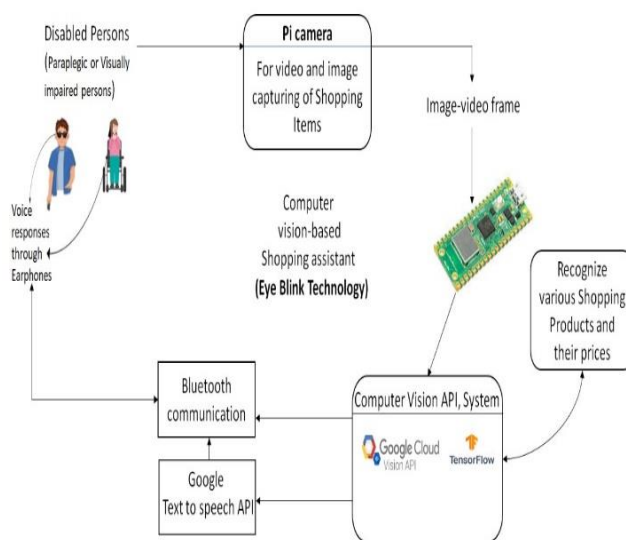 Disabled Persons
(Paraplegic or Visually
impaired persons)
Pi camera
For video and image
capturing of Shopping
Items
Image-video frame
Voice
responses
through
Earphones
Computer
vision-based
Shopping assistant
(Eye Blink Technology)
Recognize
various Shopping
Products and
their prices
Bluetooth
communication
Computer Vision API, System
Google Cloud
Vision API
TensorFlow
Google
Text to speech API